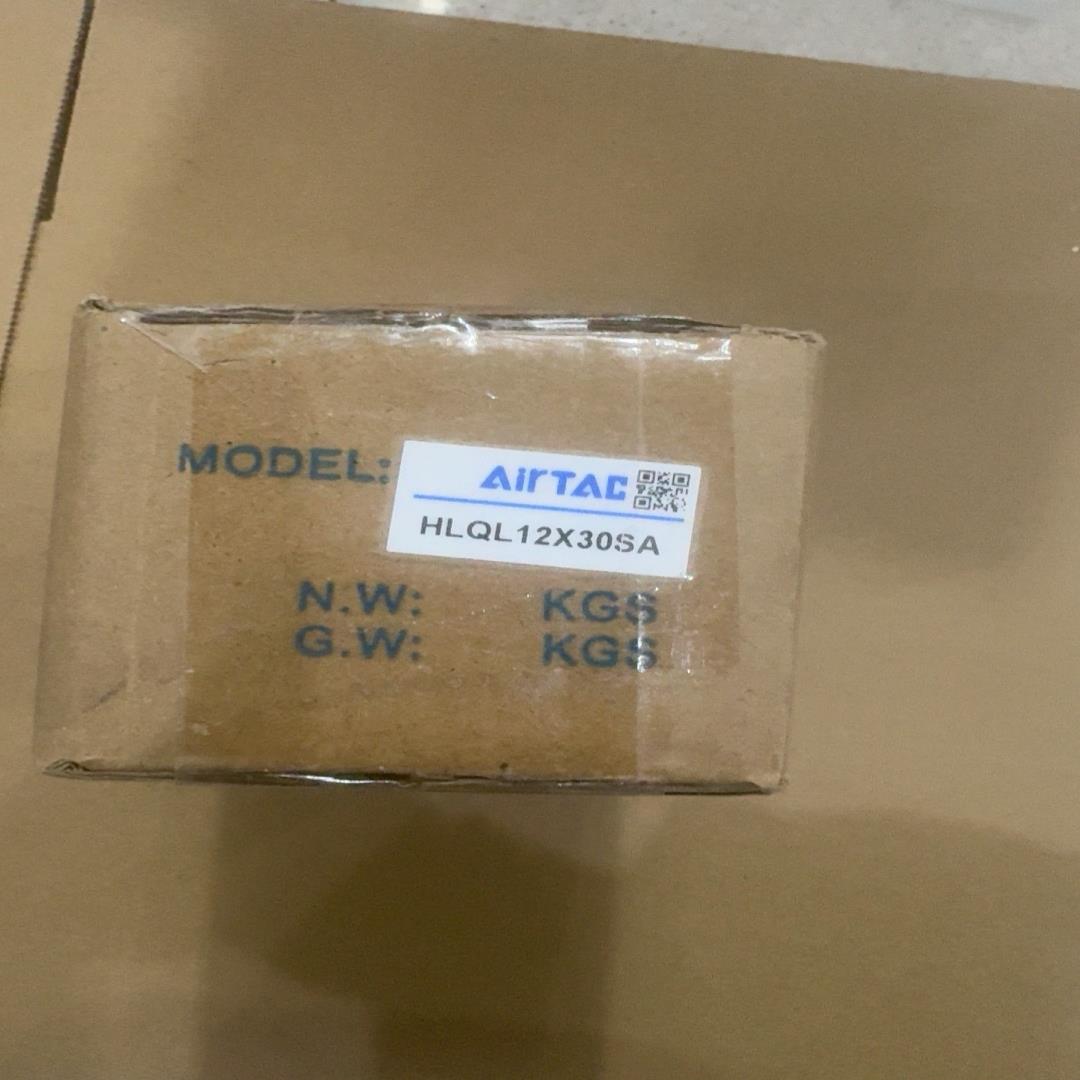 MODEL: AirTAC
HLQL12X30SA
N.W: KGS
G.W: KGS